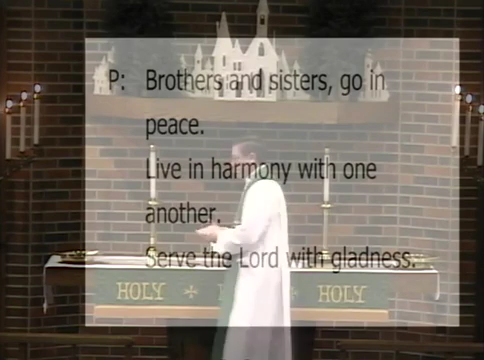 P: Brothers and sisters, go in
peace.
Live in harmony with one
another.
Serve the Lord with gladness.
HOLY HOLY